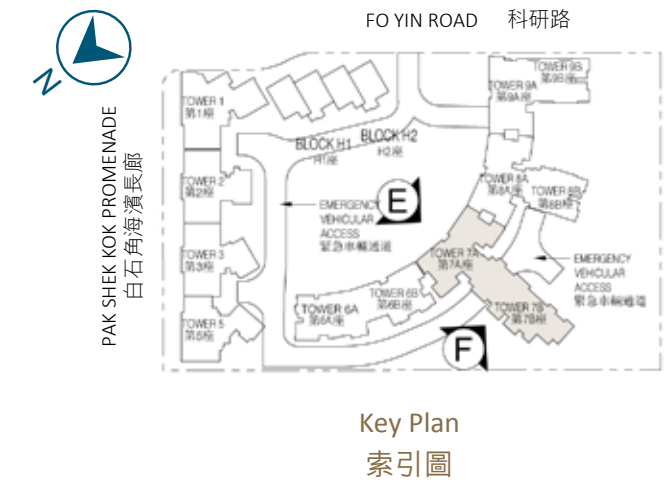 FO YIN ROAD 科研路
N
PAK SHEK KOK PROMENADE
白石角海濱長廊
TOWER 1
第1座
TOWER 2
第2座
TOWER 3
第3座
TOWER 5
第5座
BLOCK H1
H1座
BLOCK H2
H2座
TOWER 9B
第9B座
TOWER 9A
第9A座
TOWER 8A
第8A座
TOWER 8B
第8B座
E
EMERGENCY
VEHICULAR
ACCESS
緊急車輛通道
TOWER 7A
第7A座
EMERGENCY
VEHICULAR
ACCESS
緊急車輛通道
TOWER 6A
第6A座
TOWER 6B
第6B座
TOWER 7B
第7B座
F
Key Plan
索引圖